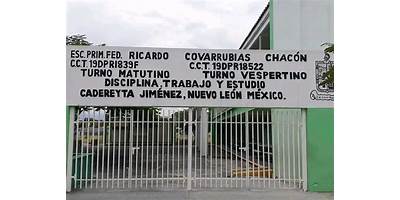 ESC. PRIM. FED. RICARDO COVARRUBIAS CHACÓN
C.C.T. 19DPR1839F C.C.T. 19DPR1852Z
TURNO MATUTINO TURNO VESPERTINO
DISCIPLINA, TRABAJO Y ESTUDIO
CADEREYTA JIMÉNEZ, NUEVO LEÓN MÉXICO.